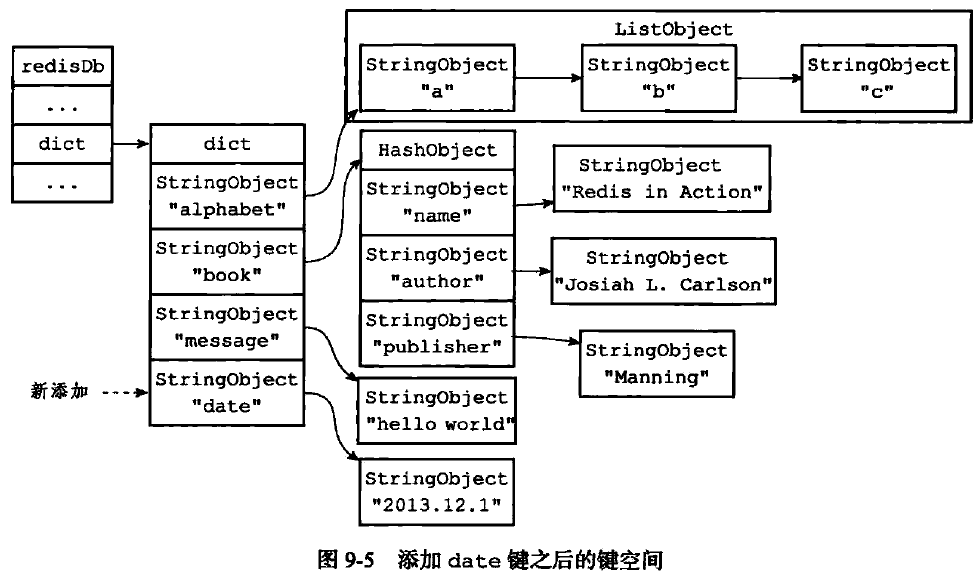 redisDb
...
dict
...
dict
StringObject
"alphabet"
StringObject
"book"
StringObject
"message"
新添加
StringObject
"date"
ListObject
StringObject
"a"
StringObject
"b"
StringObject
"c"
HashObject
StringObject
"name"
StringObject
"author"
StringObject
"publisher"
StringObject
"Redis in Action"
StringObject
"Josiah L. Carlson"
StringObject
"Manning"
StringObject
"hello world"
StringObject
"2013.12.1"
图 9-5 添加 date 键之后的键空间